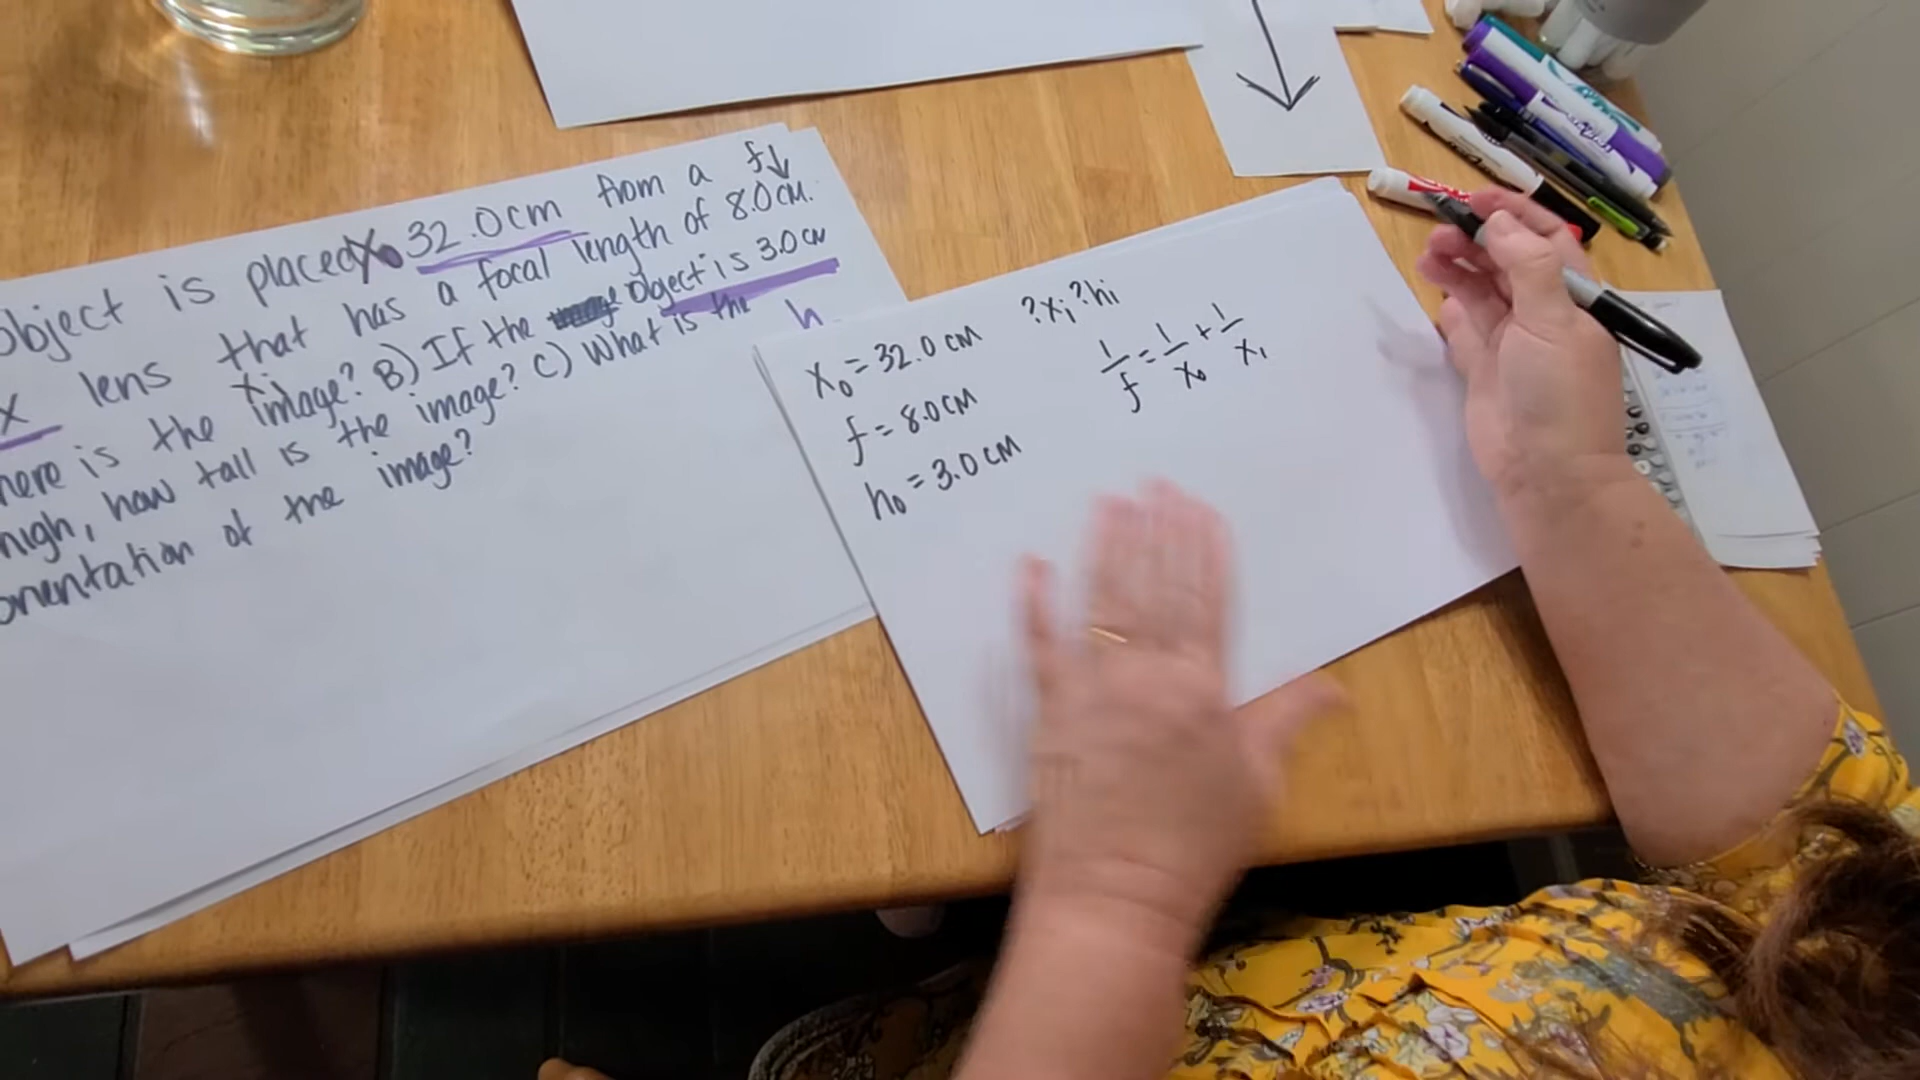 object is placed x₀ 32.0 cm from a f
x lens that has a focal length of 8.0 cm.
here is the image? B) If the object is 3.0 cm
xi
high, how tall is the image? C) What is the
h
orientation of the image?
x₀ = 32.0 cm
f = 8.0 cm
h₀ = 3.0 cm
?xi ?hi
1/f = 1/x₀ + 1/xi